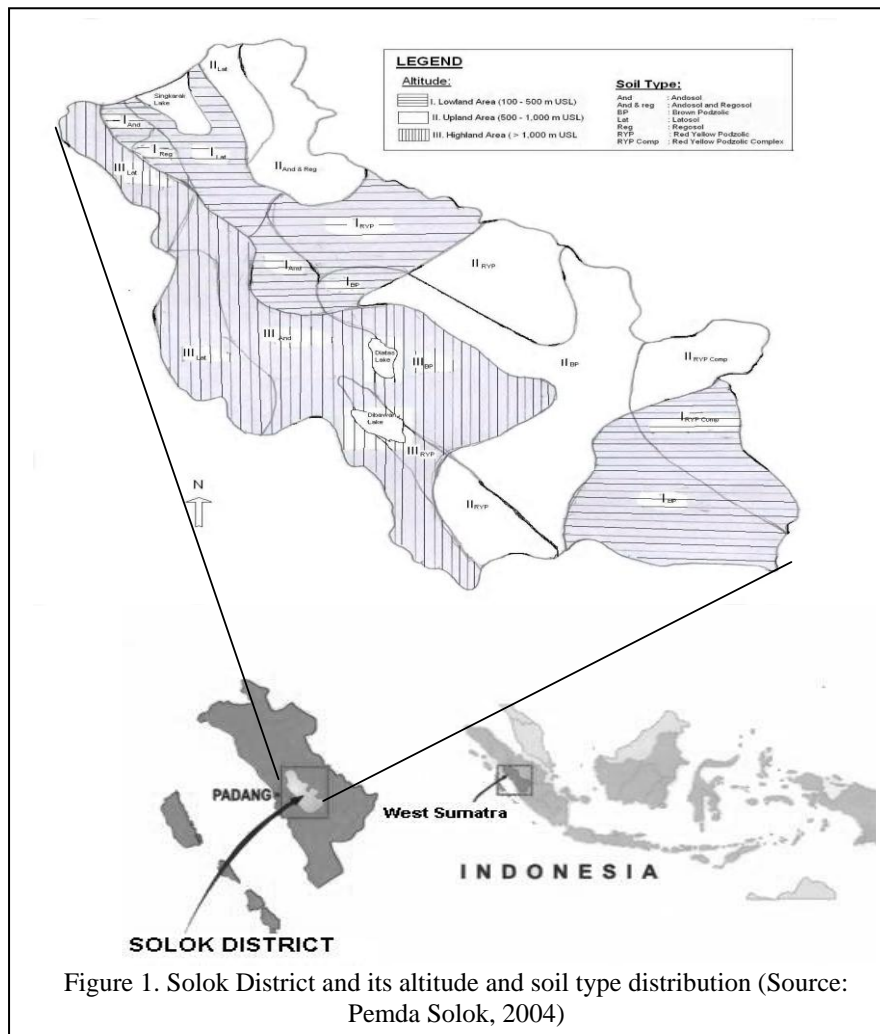 LEGEND
Altitude:
I. Lowland Area (100 - 500 m USL)
II. Upland Area (500 - 1,000 m USL)
III. Highland Area ( > 1,000 m USL
Soil Type:
And : Andosol
And & reg : Andosol and Regosol
BP : Brown Podzolic
Lat : Latosol
Reg : Regosol
RYP : Red Yellow Podzolic
RYP Comp : Red Yellow Podzolic Complex
II Lat
Singkarak
Lake
I And
I Reg
I Lat
III Lat
II And & Reg
I RYP
I And
I BP
II RYP
III Lat
III And
Diatas
Lake
III BP
II BP
II RYP Comp
Dibawah
Lake
III RYP
I RYP Comp
II RYP
I BP
N
PADANG
West Sumatra
INDONESIA
SOLOK DISTRICT
Figure 1. Solok District and its altitude and soil type distribution (Source:
Pemda Solok, 2004)